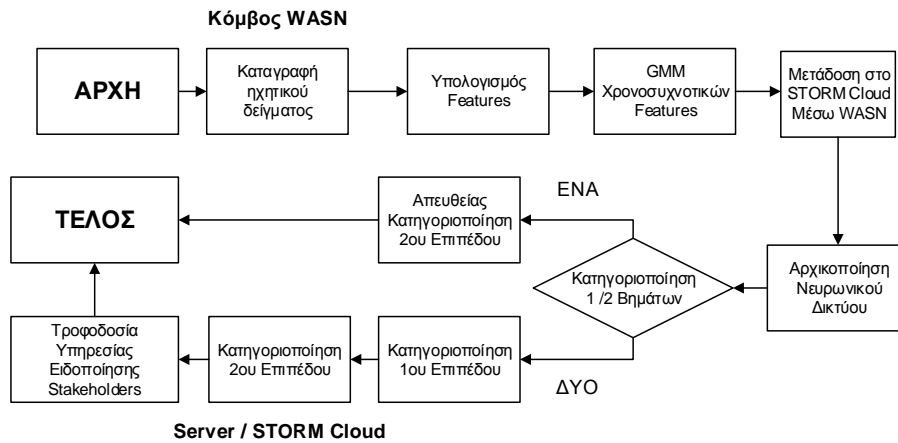 Κόμβος WASN
ΑΡΧΗ
Καταγραφή
ηχητικού
δείγματος
Υπολογισμός
Features
GMM
Χρονοσυχνοτικών
Features
Μετάδοση στο
STORM Cloud
Μέσω WASN
ΤΕΛΟΣ
Απευθείας
Κατηγοριοποίηση
2ου Επιπέδου
ΕΝΑ
Κατηγοριοποίηση
1 /2 Βημάτων
Αρχικοποίηση
Νευρωνικού
Δικτύου
Τροφοδοσία
Υπηρεσίας
Ειδοποίησης
Stakeholders
Κατηγοριοποίηση
2ου Επιπέδου
Κατηγοριοποίηση
1ου Επιπέδου
ΔΥΟ
Server / STORM Cloud